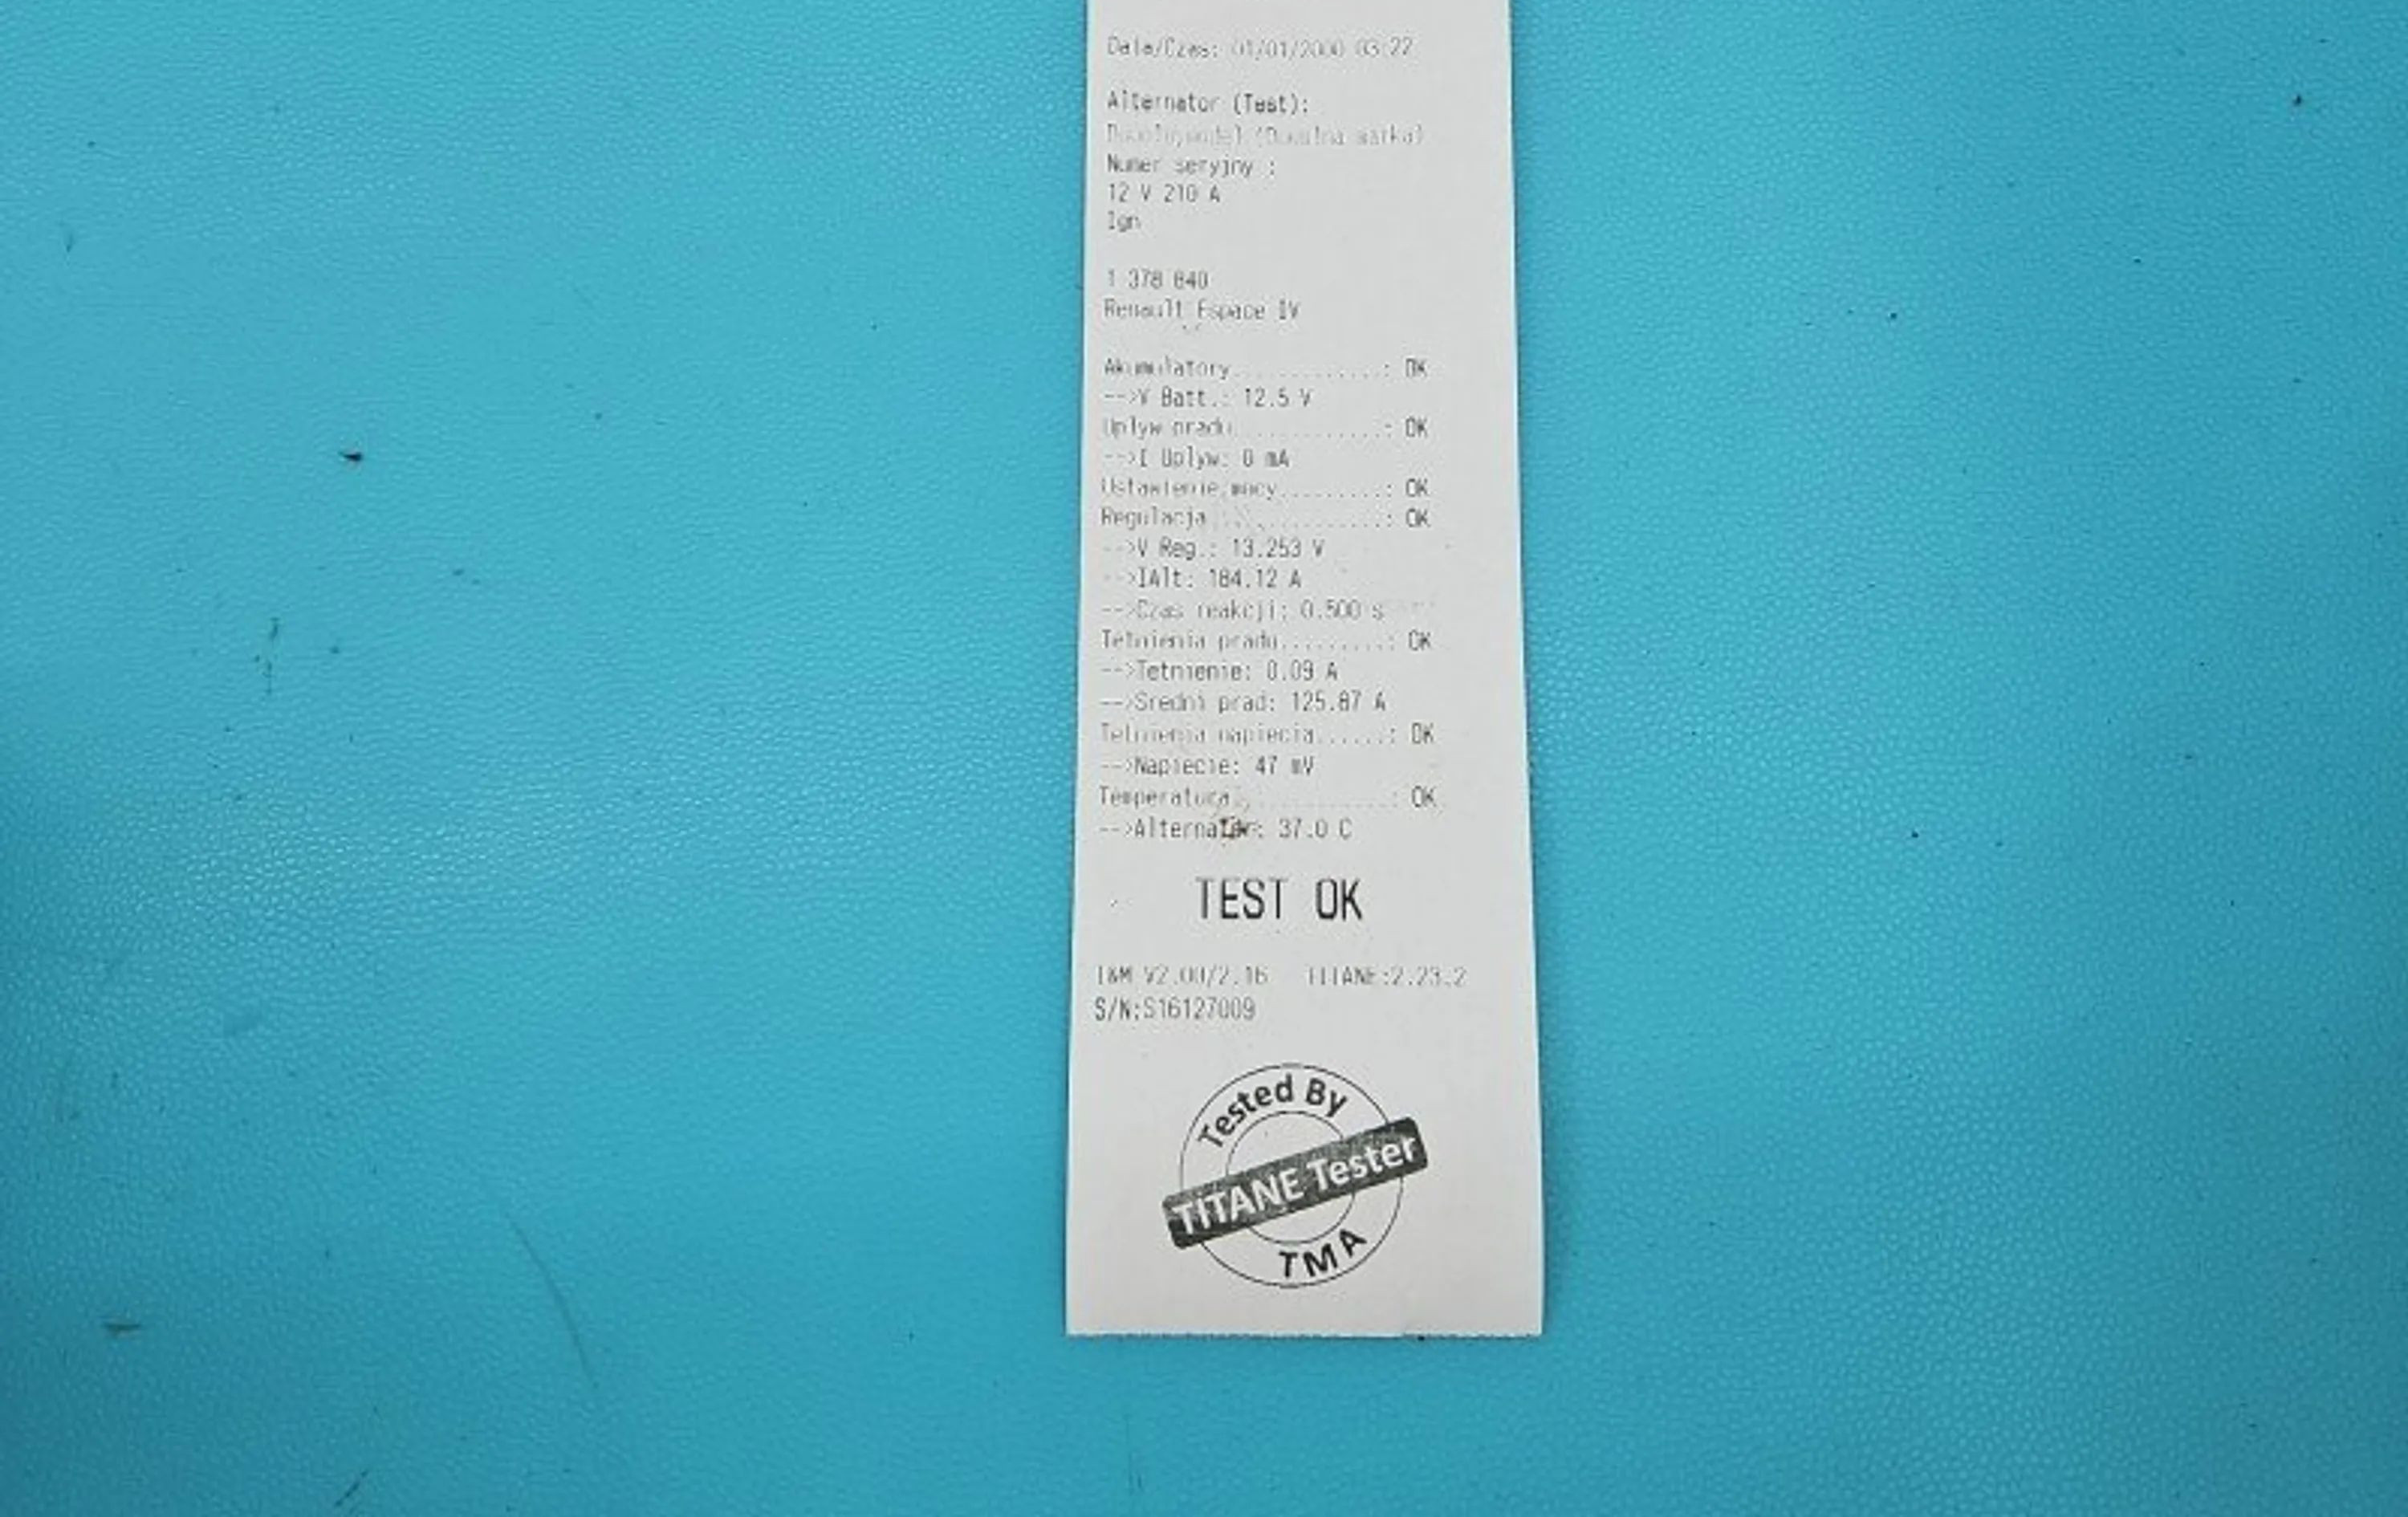 Data/Czas: 01/01/2000 03:22
Alternator (Test):
Dowolny model (Dowolna marka)
Numer seryjny :
12 V 210 A
Ign
1 378 840
Renault Espace IV
Akumulatory.............: OK
-->V Batt.: 12.5 V
Uplyw pradu.............: OK
-->I Uplyw: 0 mA
Ustawienie mocy.........: OK
Regulacja...............: OK
-->V Reg.: 13.253 V
-->IAlt: 184.12 A
-->Czas reakcji: 0.500 s
Tetnienia pradu.........: OK
-->Tetnienie: 0.09 A
-->Sredni prad: 125.87 A
Tetnienia napiecia......: OK
-->Napiecie: 47 mV
Temperatura.............: OK
-->Alternator: 37.0 C
TEST OK
I&M V2.00/2.16 TITANE:2.23.2
S/N:S16127009
Tested By
TITANE Tester
TMA